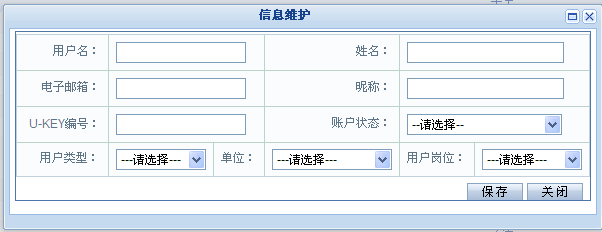 信息维护
用户名： 姓名：
电子邮箱： 昵称：
U-KEY编号： 账户状态： --请选择--
用户类型： ---请选择--- 单位： ---请选择--- 用户岗位： ---请选择---
保存 关闭